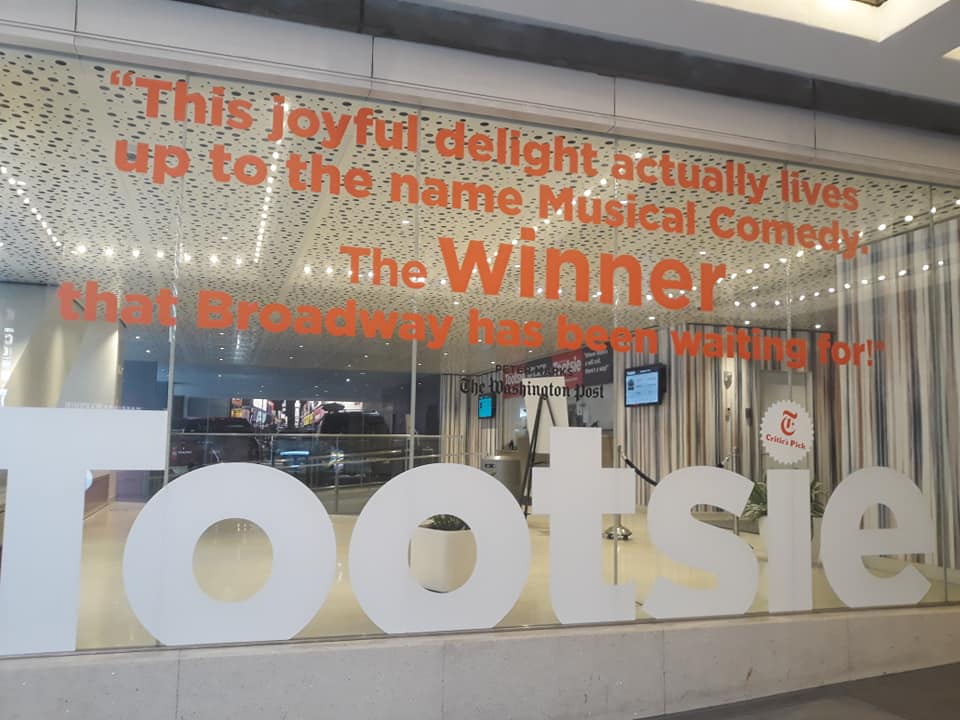 “This joyful delight actually lives
up to the name Musical Comedy.
The Winner
that Broadway has been waiting for!"
PETER MARKS
The Washington Post
Tootsie
T
Critic's Pick
Tootsie